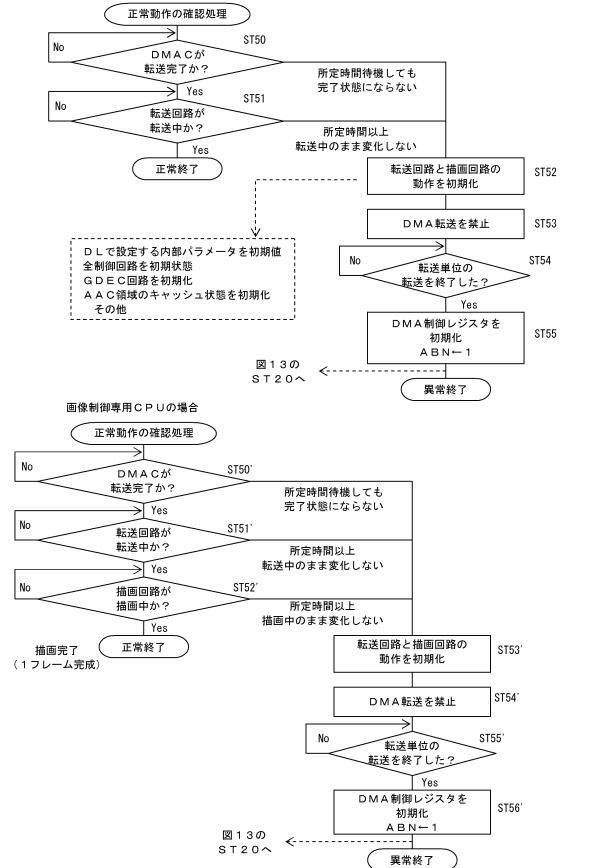 正常動作の確認処理
No
ST50
DMACが
転送完了か?
所定時間待機しても
完了状態にならない
Yes
No
ST51
転送回路が
転送中か?
所定時間以上
転送中のまま変化しない
Yes
正常終了
転送回路と描画回路の
動作を初期化
ST52
DMA転送を禁止
ST53
DLで設定する内部パラメータを初期値
全制御回路を初期状態
GDEC回路を初期化
AAC領域のキャッシュ状態を初期化
その他
No
ST54
転送単位の
転送を終了した?
Yes
DMA制御レジスタを
初期化
ABN←1
ST55
図13の
ST20へ
異常終了
画像制御専用CPUの場合
正常動作の確認処理
No
ST50'
DMACが
転送完了か?
所定時間待機しても
完了状態にならない
Yes
No
ST51'
転送回路が
転送中か?
所定時間以上
転送中のまま変化しない
Yes
No
ST52'
描画回路が
描画中か?
所定時間以上
描画中のまま変化しない
Yes
描画完了
(1フレーム完成)
正常終了
転送回路と描画回路の
動作を初期化
ST53'
DMA転送を禁止
ST54'
No
ST55'
転送単位の
転送を終了した?
Yes
DMA制御レジスタを
初期化
ABN←1
ST56'
図13の
ST20へ
異常終了